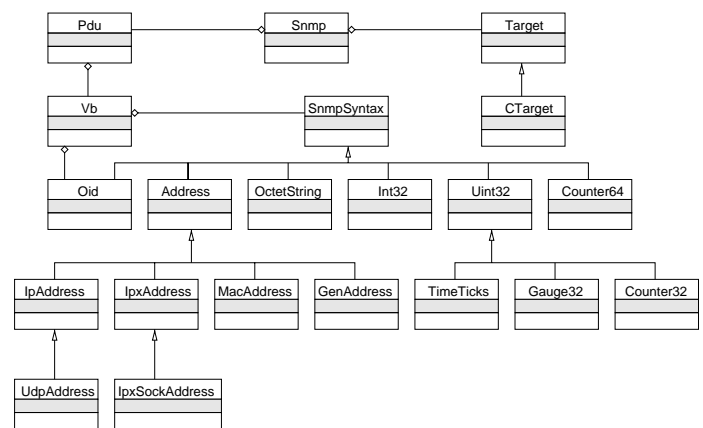 Pdu Snmp Target
Vb SnmpSyntax CTarget
Oid Address OctetString Int32 Uint32 Counter64
IpAddress IpxAddress MacAddress GenAddress TimeTicks Gauge32 Counter32
UdpAddress IpxSockAddress